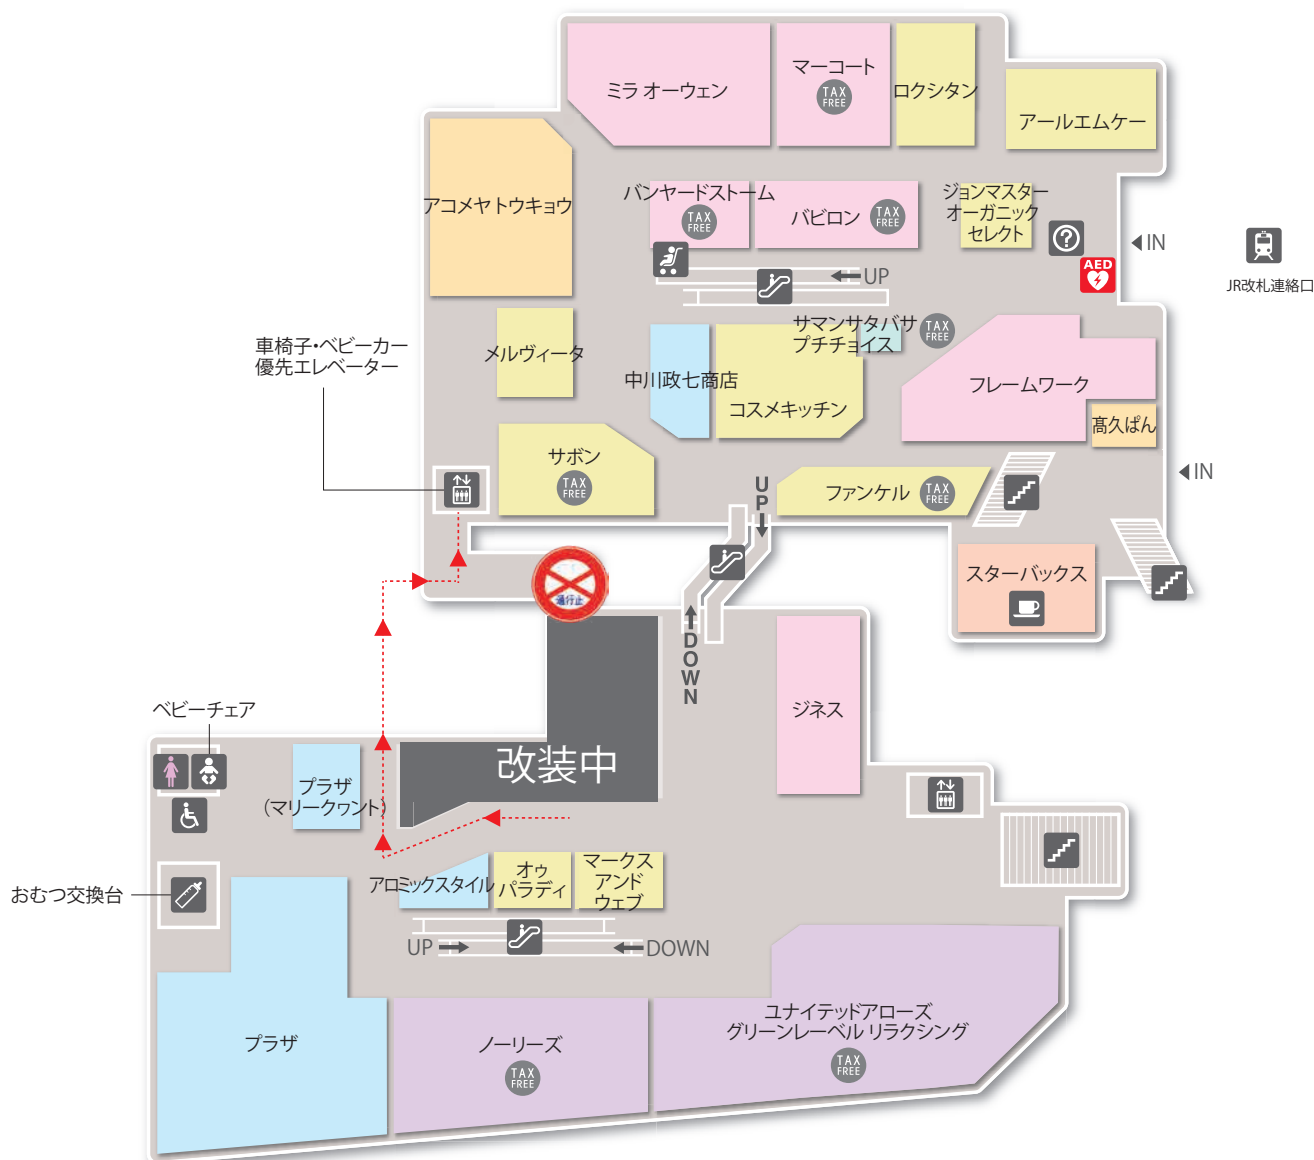 ミラ オーウェン
マーコート
TAX
FREE
ロクシタン
アールエムケー
アコメヤ トウキョウ
バンヤードストーム
TAX
FREE
バビロン
TAX
FREE
ジョンマスター
オーガニック
セレクト
IN
AED
JR改札連絡口
UP
サマンサタバサ
プチチョイス
TAX
FREE
車椅子・ベビーカー
優先エレベーター
メルヴィータ
中川政七商店
コスメキッチン
フレームワーク
髙久ぱん
サボン
TAX
FREE
ファンケル
TAX
FREE
IN
UP
スターバックス
通行止
DOWN
ジネス
ベビーチェア
改装中
プラザ
(マリークヮント)
おむつ交換台
アロミックスタイル
オゥ
パラディ
マークス
アンド
ウェブ
UP
DOWN
プラザ
ノーリーズ
TAX
FREE
ユナイテッドアローズ
グリーンレーベル リラクシング
TAX
FREE